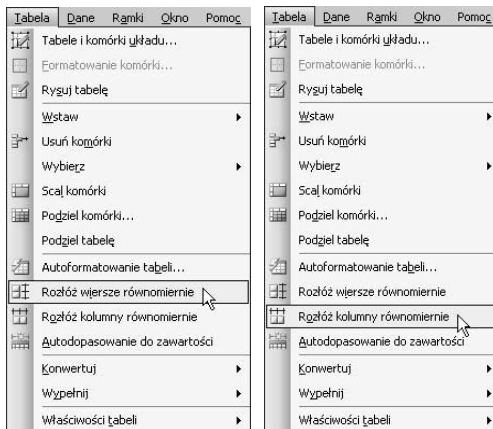 Tabela Dane Ramki Okno Pomoc
Tabele i komórki układu...
Formatowanie komórki...
Rysuj tabelę
Wstaw
Usuń komórki
Wybierz
Scal komórki
Podziel komórki...
Podziel tabelę
Autoformatowanie tabeli...
Rozłóż wiersze równomiernie
Rozłóż kolumny równomiernie
Autodopasowanie do zawartości
Konwertuj
Wypełnij
Właściwości tabeli
Tabela Dane Ramki Okno Pomoc
Tabele i komórki układu...
Formatowanie komórki...
Rysuj tabelę
Wstaw
Usuń komórki
Wybierz
Scal komórki
Podziel komórki...
Podziel tabelę
Autoformatowanie tabeli...
Rozłóż wiersze równomiernie
Rozłóż kolumny równomiernie
Autodopasowanie do zawartości
Konwertuj
Wypełnij
Właściwości tabeli